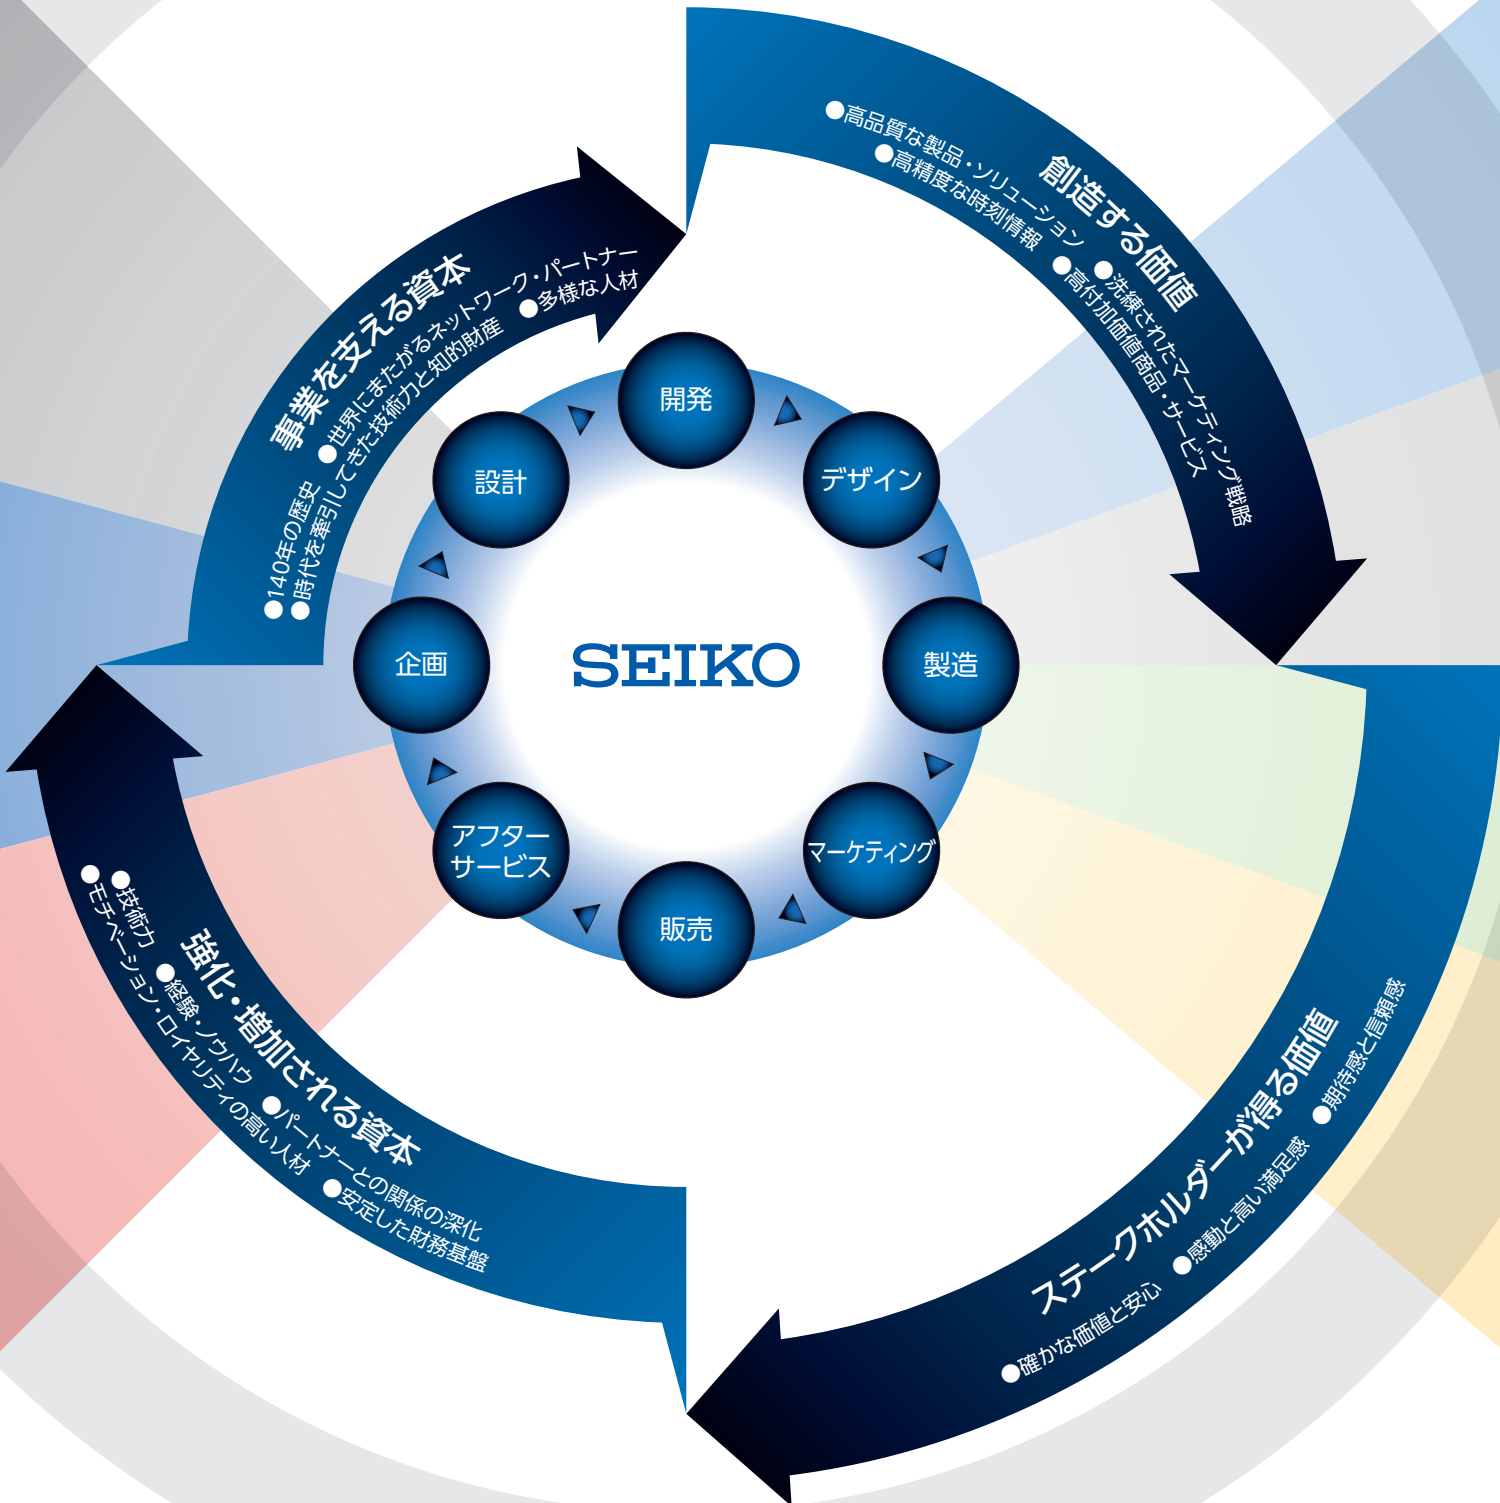 事業を支える資本
●140年の歴史 ●世界にまたがるネットワーク・パートナー
●時代を牽引してきた技術力と知的財産 ●多様な人材
創造する価値
●高品質な製品・ソリューション ●洗練されたマーケティング戦略
●高精度な時刻情報 ●高付加価値商品・サービス
ステークホルダーが得る価値
●確かな価値と安心 ●感動と高い満足感 ●期待感と信頼感
強化・増加される資本
●技術力 ●経験・ノウハウ ●パートナーとの関係の深化
●モチベーション・ロイヤリティの高い人材 ●安定した財務基盤
SEIKO
企画
設計
開発
デザイン
製造
マーケティング
販売
アフター
サービス